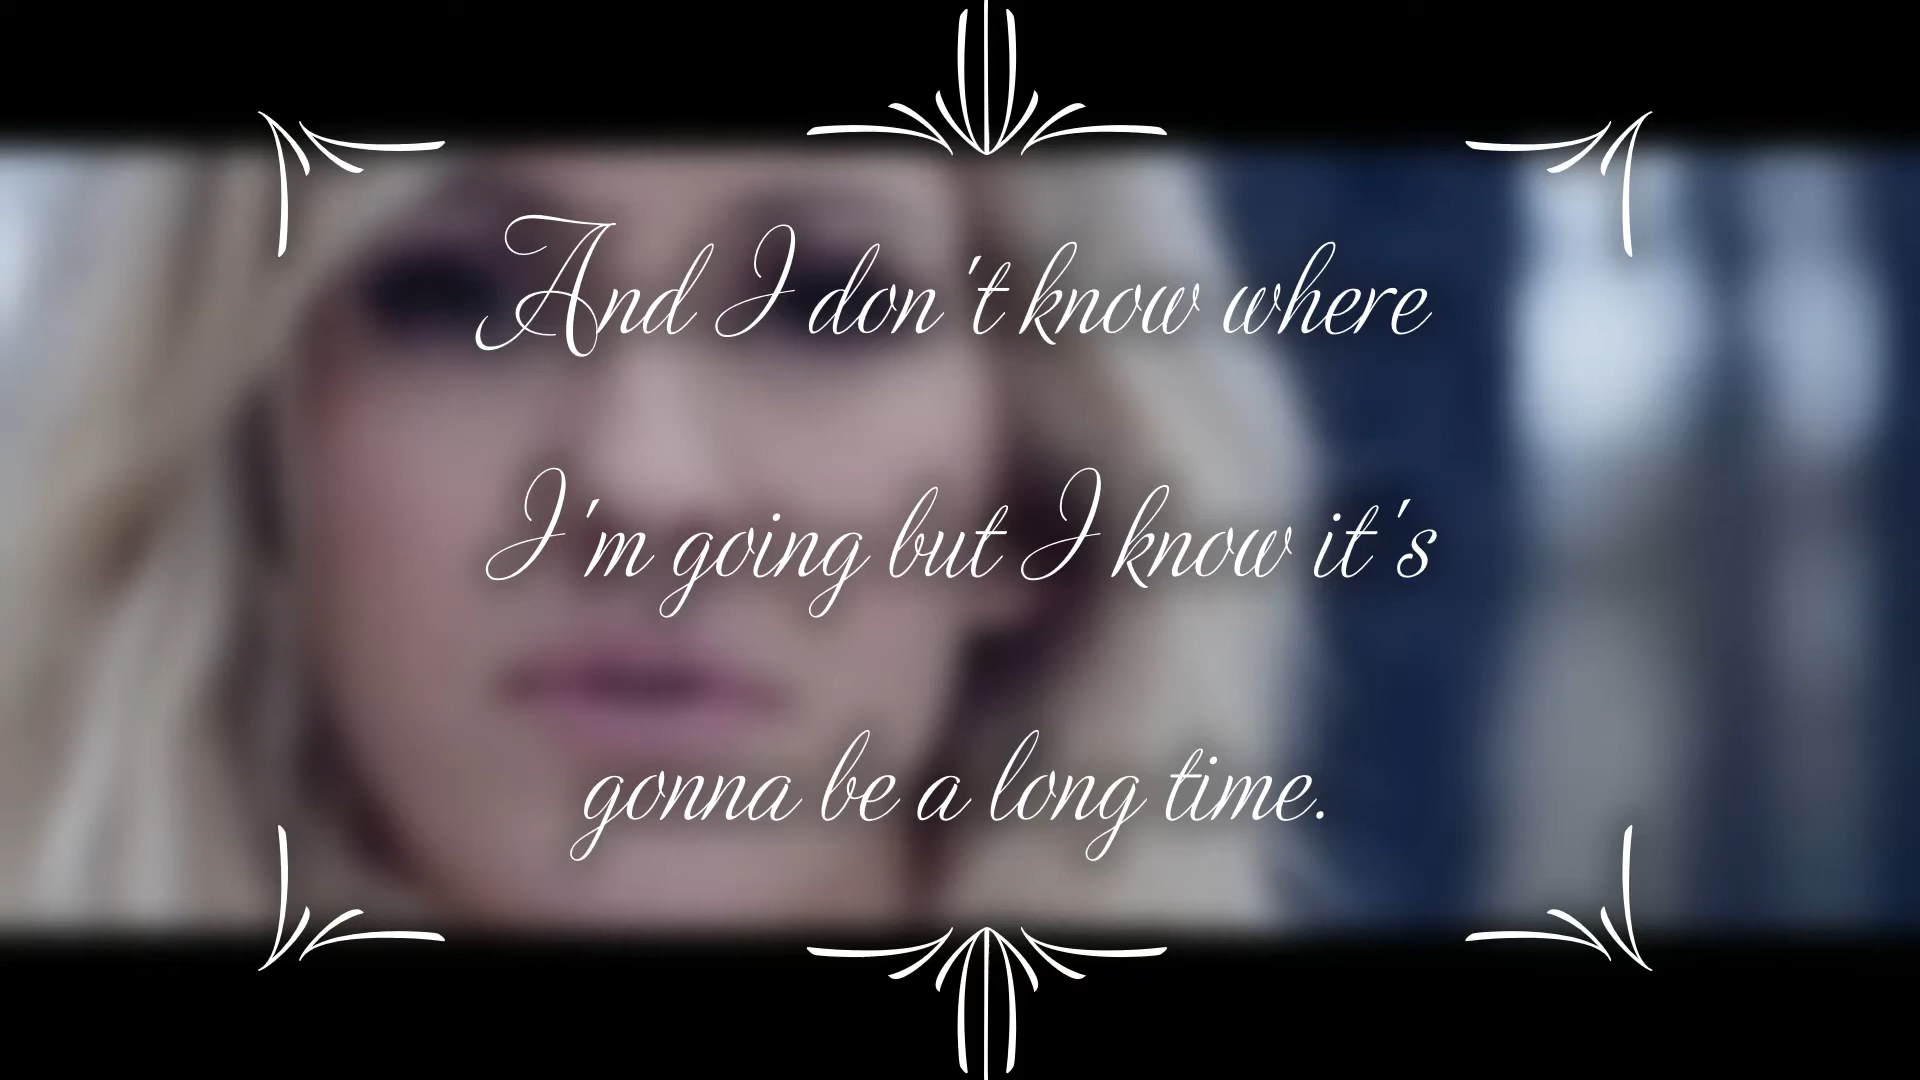 And I don't know where
I'm going but I know it's
gonna be a long time.